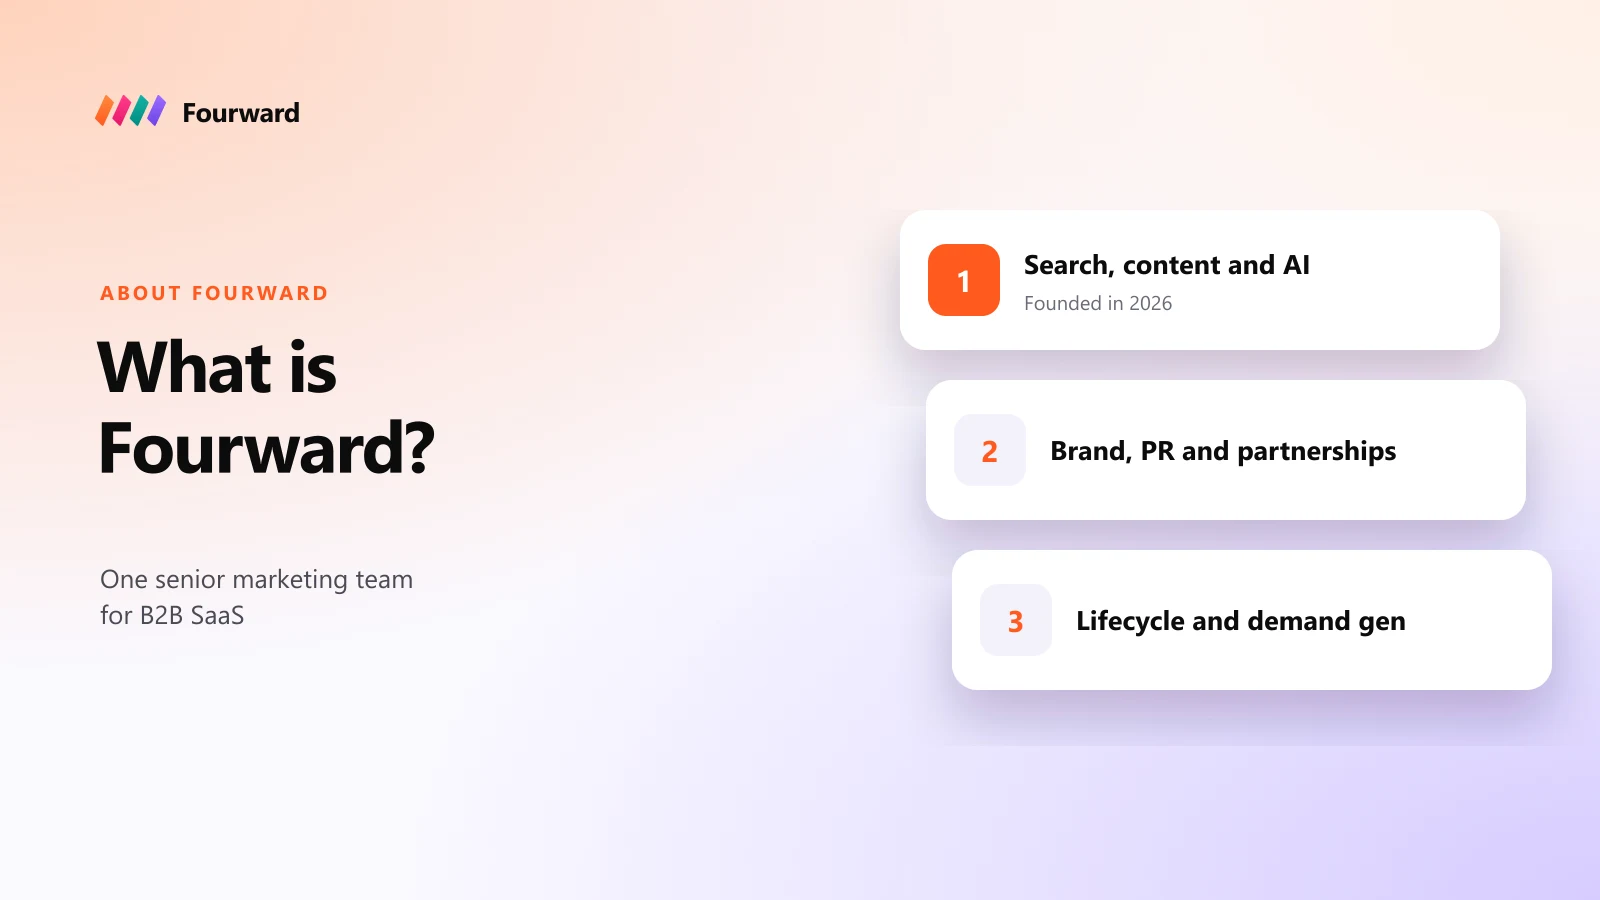 Fourward
ABOUT FOURWARD
What is
Fourward?
One senior marketing team
for B2B SaaS
1
Search, content and AI
Founded in 2026
2
Brand, PR and partnerships
3
Lifecycle and demand gen